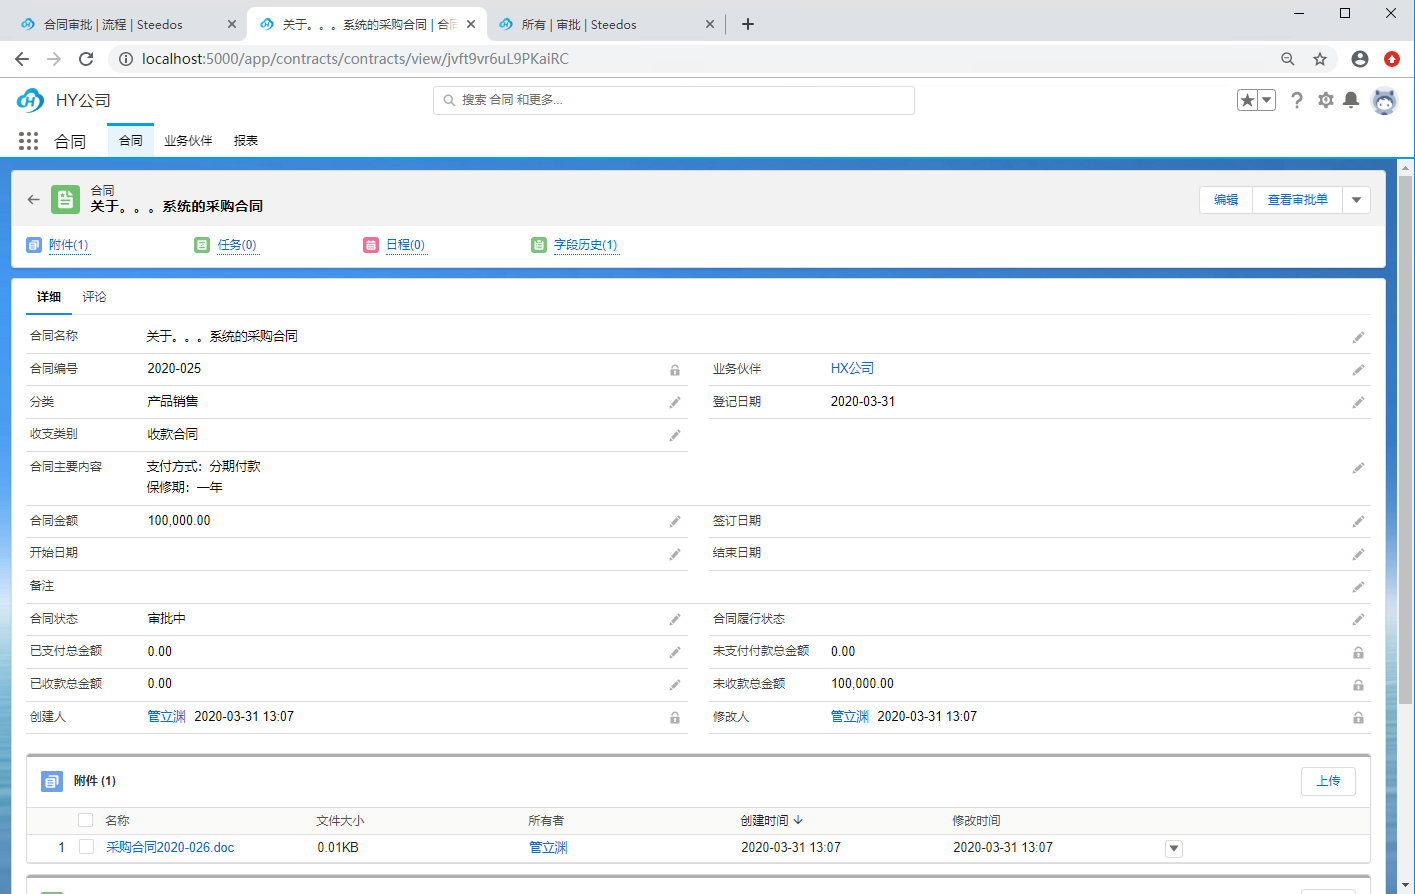 合同审批 | 流程 | Steedos
关于。。。系统的采购合同 | 合同
所有 | 审批 | Steedos
localhost:5000/app/contracts/contracts/view/jvft9vr6uL9PKaiRC
HY公司
搜索 合同 和更多...
合同
合同
业务伙伴
报表
合同
关于。。。系统的采购合同
编辑
查看审批单
附件(1)
任务(0)
日程(0)
字段历史(1)
详细
评论
合同名称 关于。。。系统的采购合同
合同编号 2020-025
业务伙伴 HX公司
分类 产品销售
登记日期 2020-03-31
收支类别 收款合同
合同主要内容 支付方式：分期付款
保修期：一年
合同金额 100,000.00
签订日期
开始日期
结束日期
备注
合同状态 审批中
合同履行状态
已支付总金额 0.00
未支付付款总金额 0.00
已收款总金额 0.00
未收款总金额 100,000.00
创建人 管立渊 2020-03-31 13:07
修改人 管立渊 2020-03-31 13:07
附件 (1)
上传
名称 文件大小 所有者 创建时间 修改时间
1 采购合同2020-026.doc 0.01KB 管立渊 2020-03-31 13:07 2020-03-31 13:07